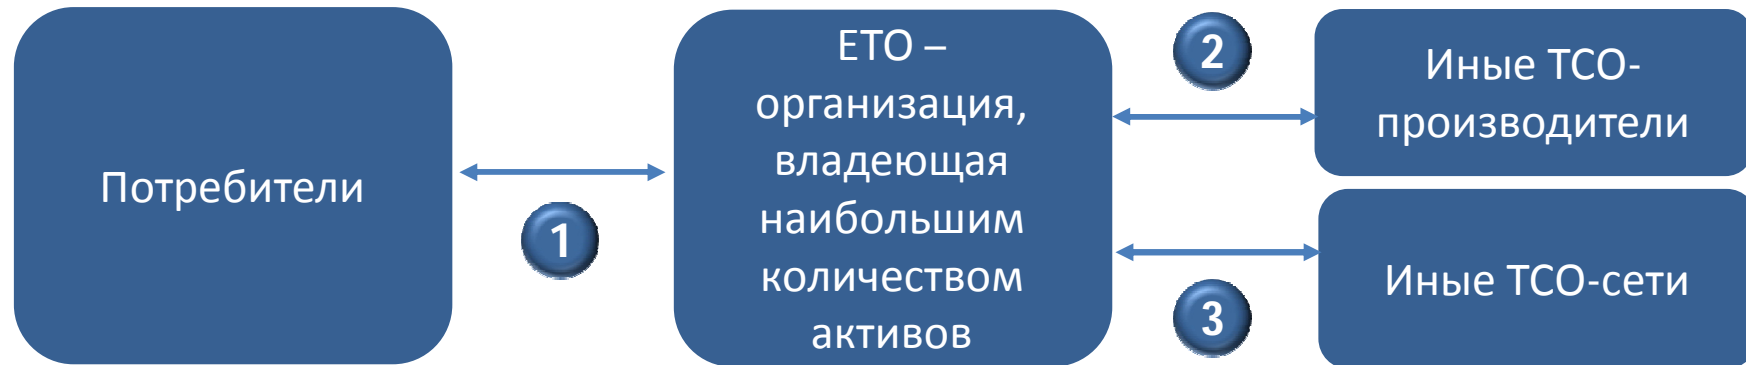 Потребители
1
ЕТО –
организация,
владеющая
наибольшим
количеством
активов
2
Иные ТСО-
производители
3
Иные ТСО-сети